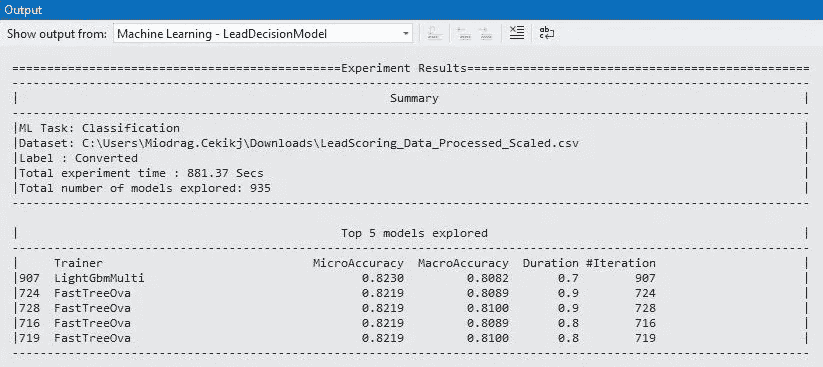 Output
Show output from: Machine Learning - LeadDecisionModel
=====Experiment Results=====
| Summary |
|ML Task: Classification |
|Dataset: C:\Users\Miodrag.Cekikj\Downloads\LeadScoring_Data_Processed_Scaled.csv |
|Label : Converted |
|Total experiment time : 881.37 Secs |
|Total number of models explored: 935 |
| Top 5 models explored |
| Trainer MicroAccuracy MacroAccuracy Duration #Iteration |
|907 LightGbmMulti 0.8230 0.8082 0.7 907 |
|724 FastTreeOva 0.8219 0.8089 0.9 724 |
|728 FastTreeOva 0.8219 0.8100 0.9 728 |
|716 FastTreeOva 0.8219 0.8089 0.8 716 |
|719 FastTreeOva 0.8219 0.8100 0.8 719 |